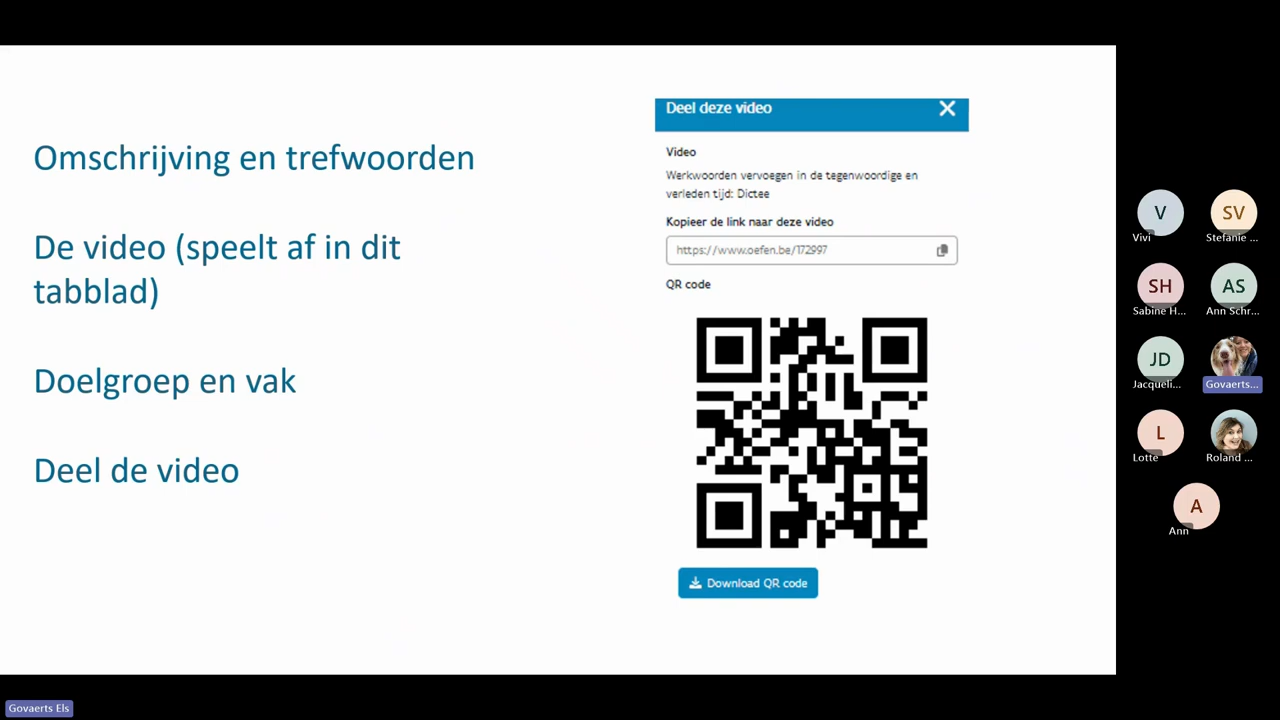 Omschrijving en trefwoorden
De video (speelt af in dit
tabblad)
Doelgroep en vak
Deel de video
Deel deze video
Video
Werkwoorden vervoegen in de tegenwoordige en
verleden tijd: Dictee
Kopieer de link naar deze video
https://www.oefen.be/172997
QR code
Download QR code
V
Vivi
SV
Stefanie ...
SH
Sabine H...
AS
Ann Schr...
JD
Jacqueli...
Govaerts...
L
Lotte
Roland ...
A
Ann
Govaerts Els